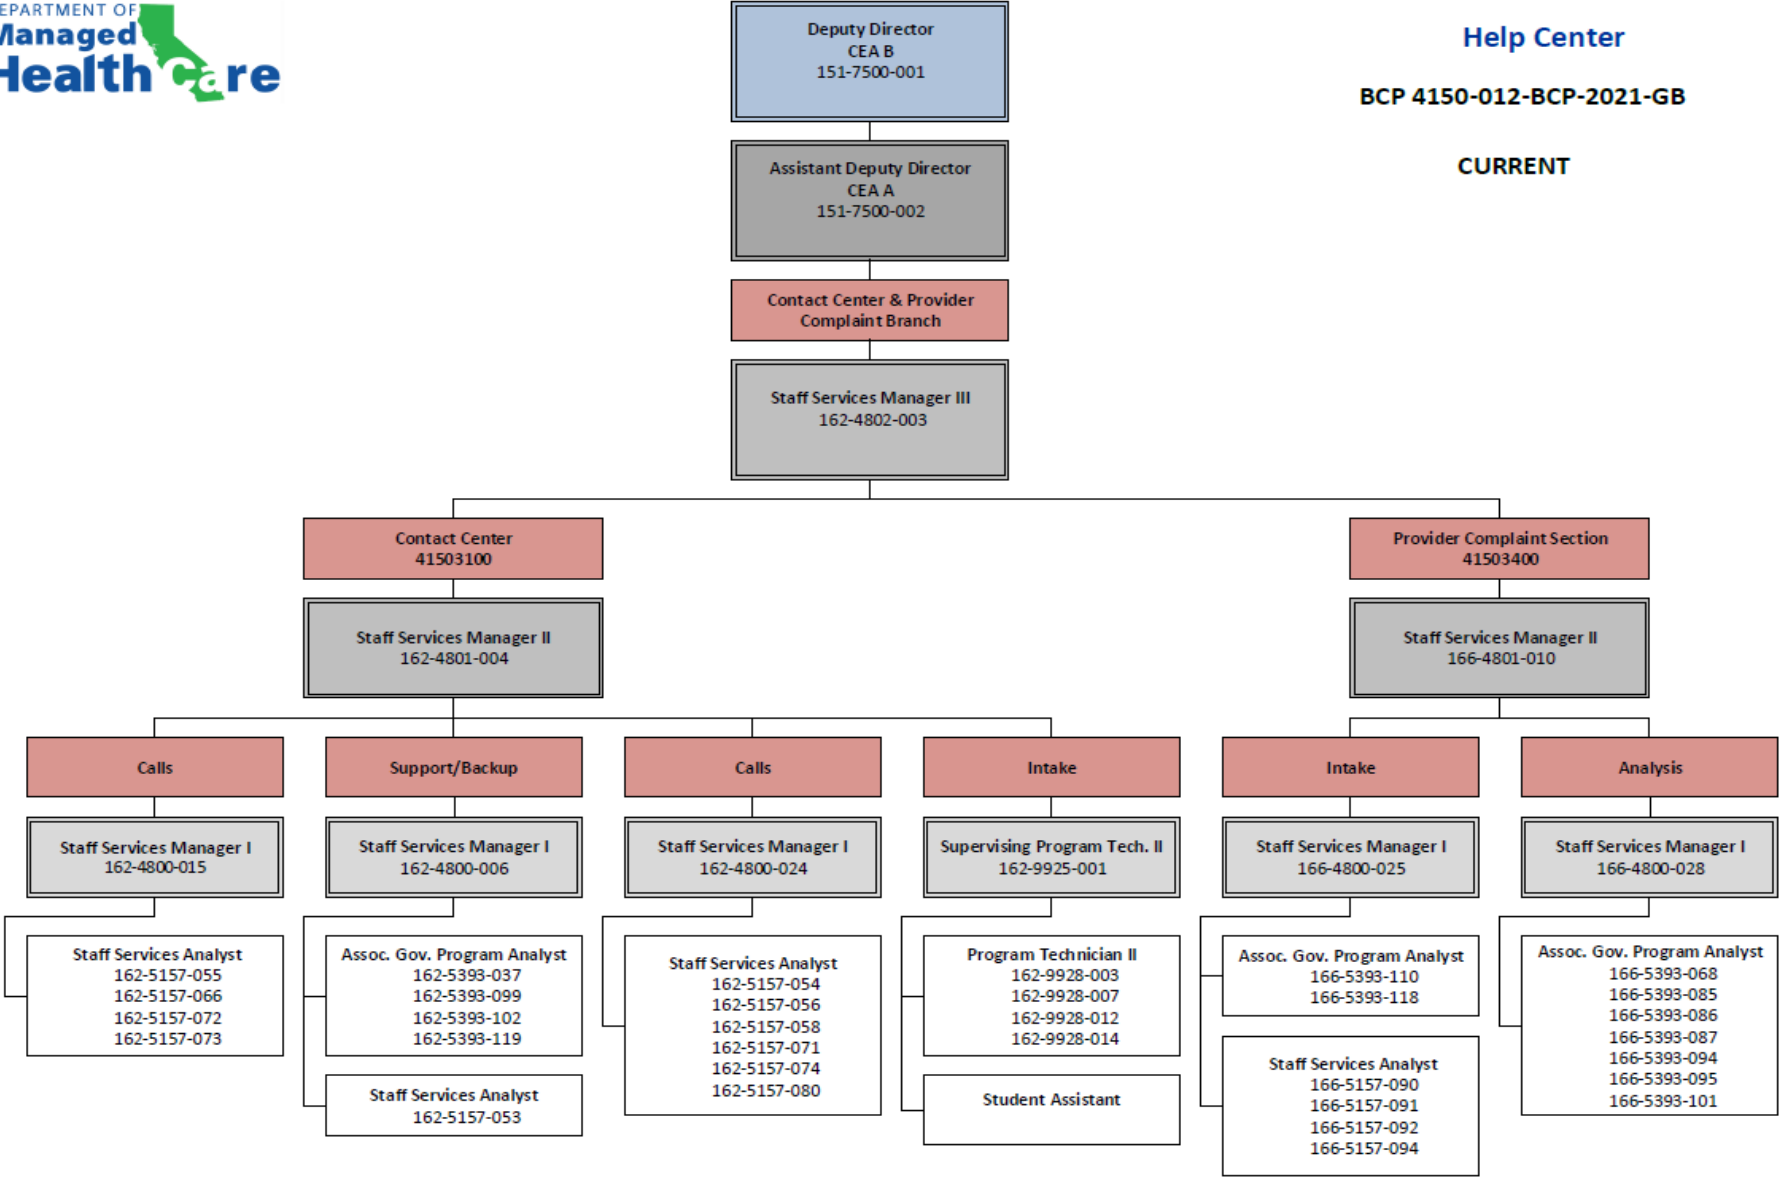 DEPARTMENT OF
Managed
Health Care
Deputy Director
CEA B
151-7500-001
Help Center
BCP 4150-012-BCP-2021-GB
CURRENT
Assistant Deputy Director
CEA A
151-7500-002
Contact Center & Provider
Complaint Branch
Staff Services Manager III
162-4802-003
Contact Center
41503100
Staff Services Manager II
162-4801-004
Provider Complaint Section
41503400
Staff Services Manager II
166-4801-010
Calls
Staff Services Manager I
162-4800-015
Staff Services Analyst
162-5157-055
162-5157-066
162-5157-072
162-5157-073
Support/Backup
Staff Services Manager I
162-4800-006
Assoc. Gov. Program Analyst
162-5393-037
162-5393-099
162-5393-102
162-5393-119
Staff Services Analyst
162-5157-053
Calls
Staff Services Manager I
162-4800-024
Staff Services Analyst
162-5157-054
162-5157-056
162-5157-058
162-5157-071
162-5157-074
162-5157-080
Intake
Supervising Program Tech. II
162-9925-001
Program Technician II
162-9928-003
162-9928-007
162-9928-012
162-9928-014
Student Assistant
Intake
Staff Services Manager I
166-4800-025
Assoc. Gov. Program Analyst
166-5393-110
166-5393-118
Staff Services Analyst
166-5157-090
166-5157-091
166-5157-092
166-5157-094
Analysis
Staff Services Manager I
166-4800-028
Assoc. Gov. Program Analyst
166-5393-068
166-5393-085
166-5393-086
166-5393-087
166-5393-094
166-5393-095
166-5393-101